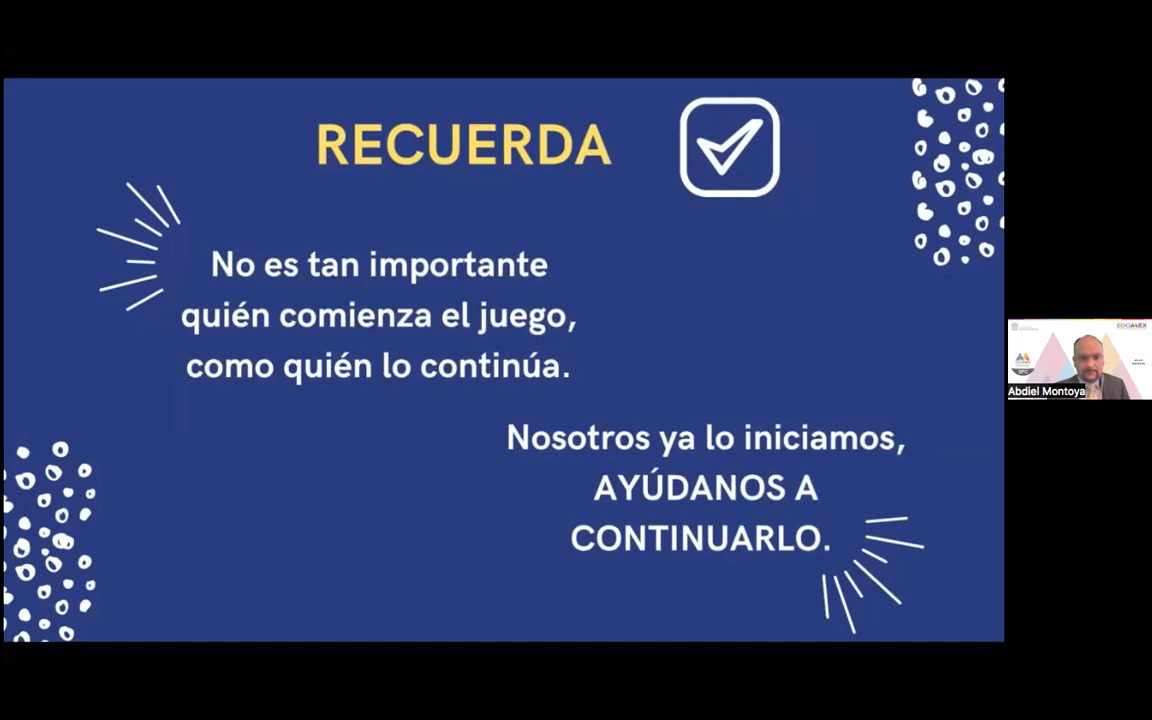 RECUERDA
No es tan importante
quién comienza el juego,
como quién lo continúa.
Nosotros ya lo iniciamos,
AYÚDANOS A
CONTINUARLO.
EDOMEX
Abdiel Montoya